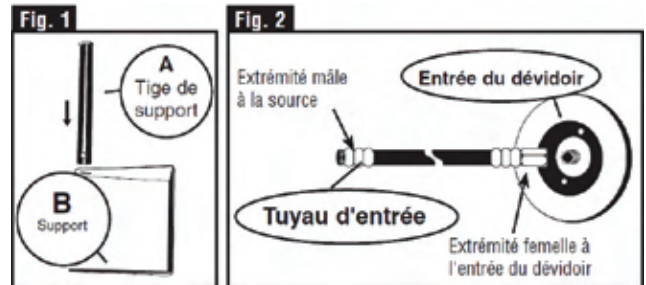 Fig. 1
A
Tige de
support
B
Support
Fig. 2
Extrémité mâle
à la source
Entrée du dévidoir
Tuyau d'entrée
Extrémité femelle à
l'entrée du dévidoir